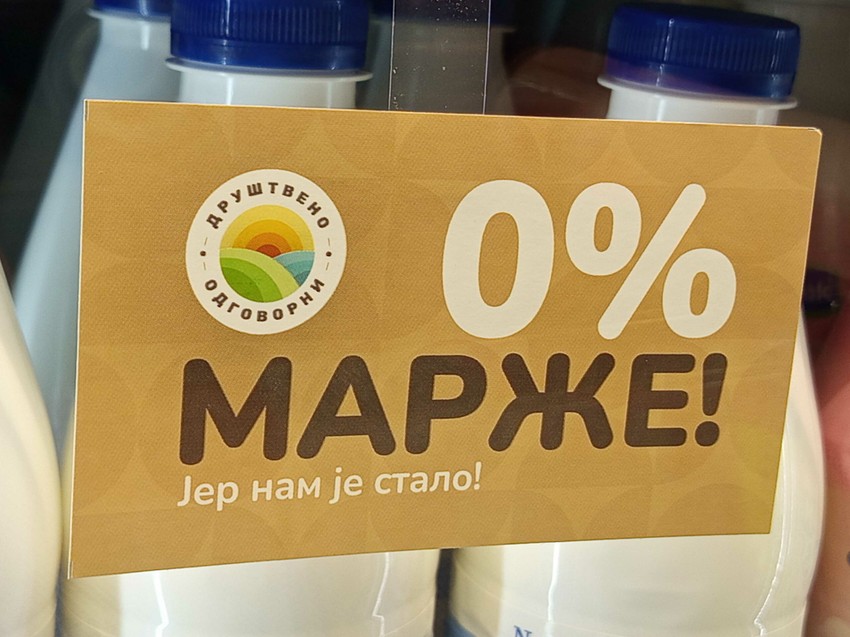 ДРУШТВЕНО
ОДГОВОРНИ
0%
МАРЖЕ!
Јер нам је стало!